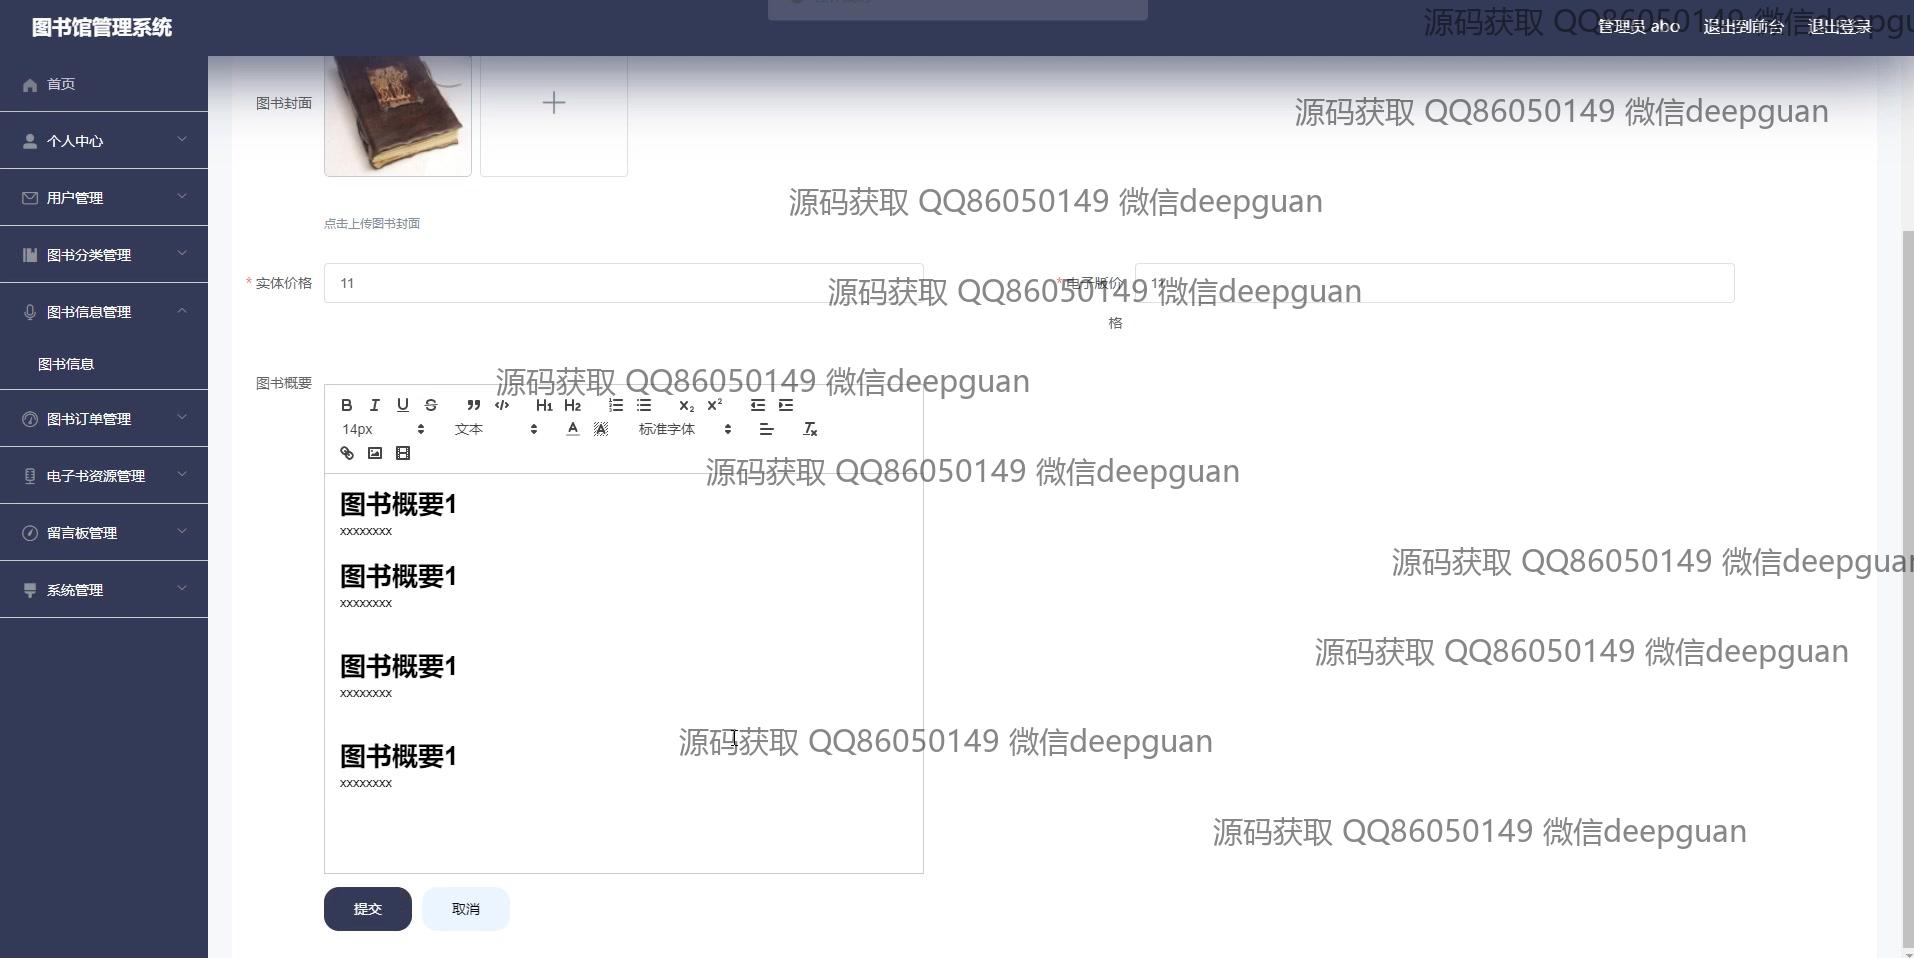 图书馆管理系统
源码获取 QQ86050149 微信deepgu
管理员 abo 退出到前台 退出登录
首页
个人中心
用户管理
图书分类管理
图书信息管理
图书信息
图书订单管理
电子书资源管理
留言板管理
系统管理
图书封面
源码获取 QQ86050149 微信deepguan
源码获取 QQ86050149 微信deepguan
点击上传图书封面
* 实体价格
11
* 电子版价
格
源码获取 QQ86050149 微信deepguan
图书概要
源码获取 QQ86050149 微信deepguan
B I U S H1 H2 X2 X2
14px 文本 A A 标准字体 Tx
源码获取 QQ86050149 微信deepguan
图书概要1
xxxxxxxx
源码获取 QQ86050149 微信deepguan
图书概要1
xxxxxxxx
源码获取 QQ86050149 微信deepguan
图书概要1
xxxxxxxx
源码获取 QQ86050149 微信deepguan
图书概要1
xxxxxxxx
源码获取 QQ86050149 微信deepguan
提交 取消